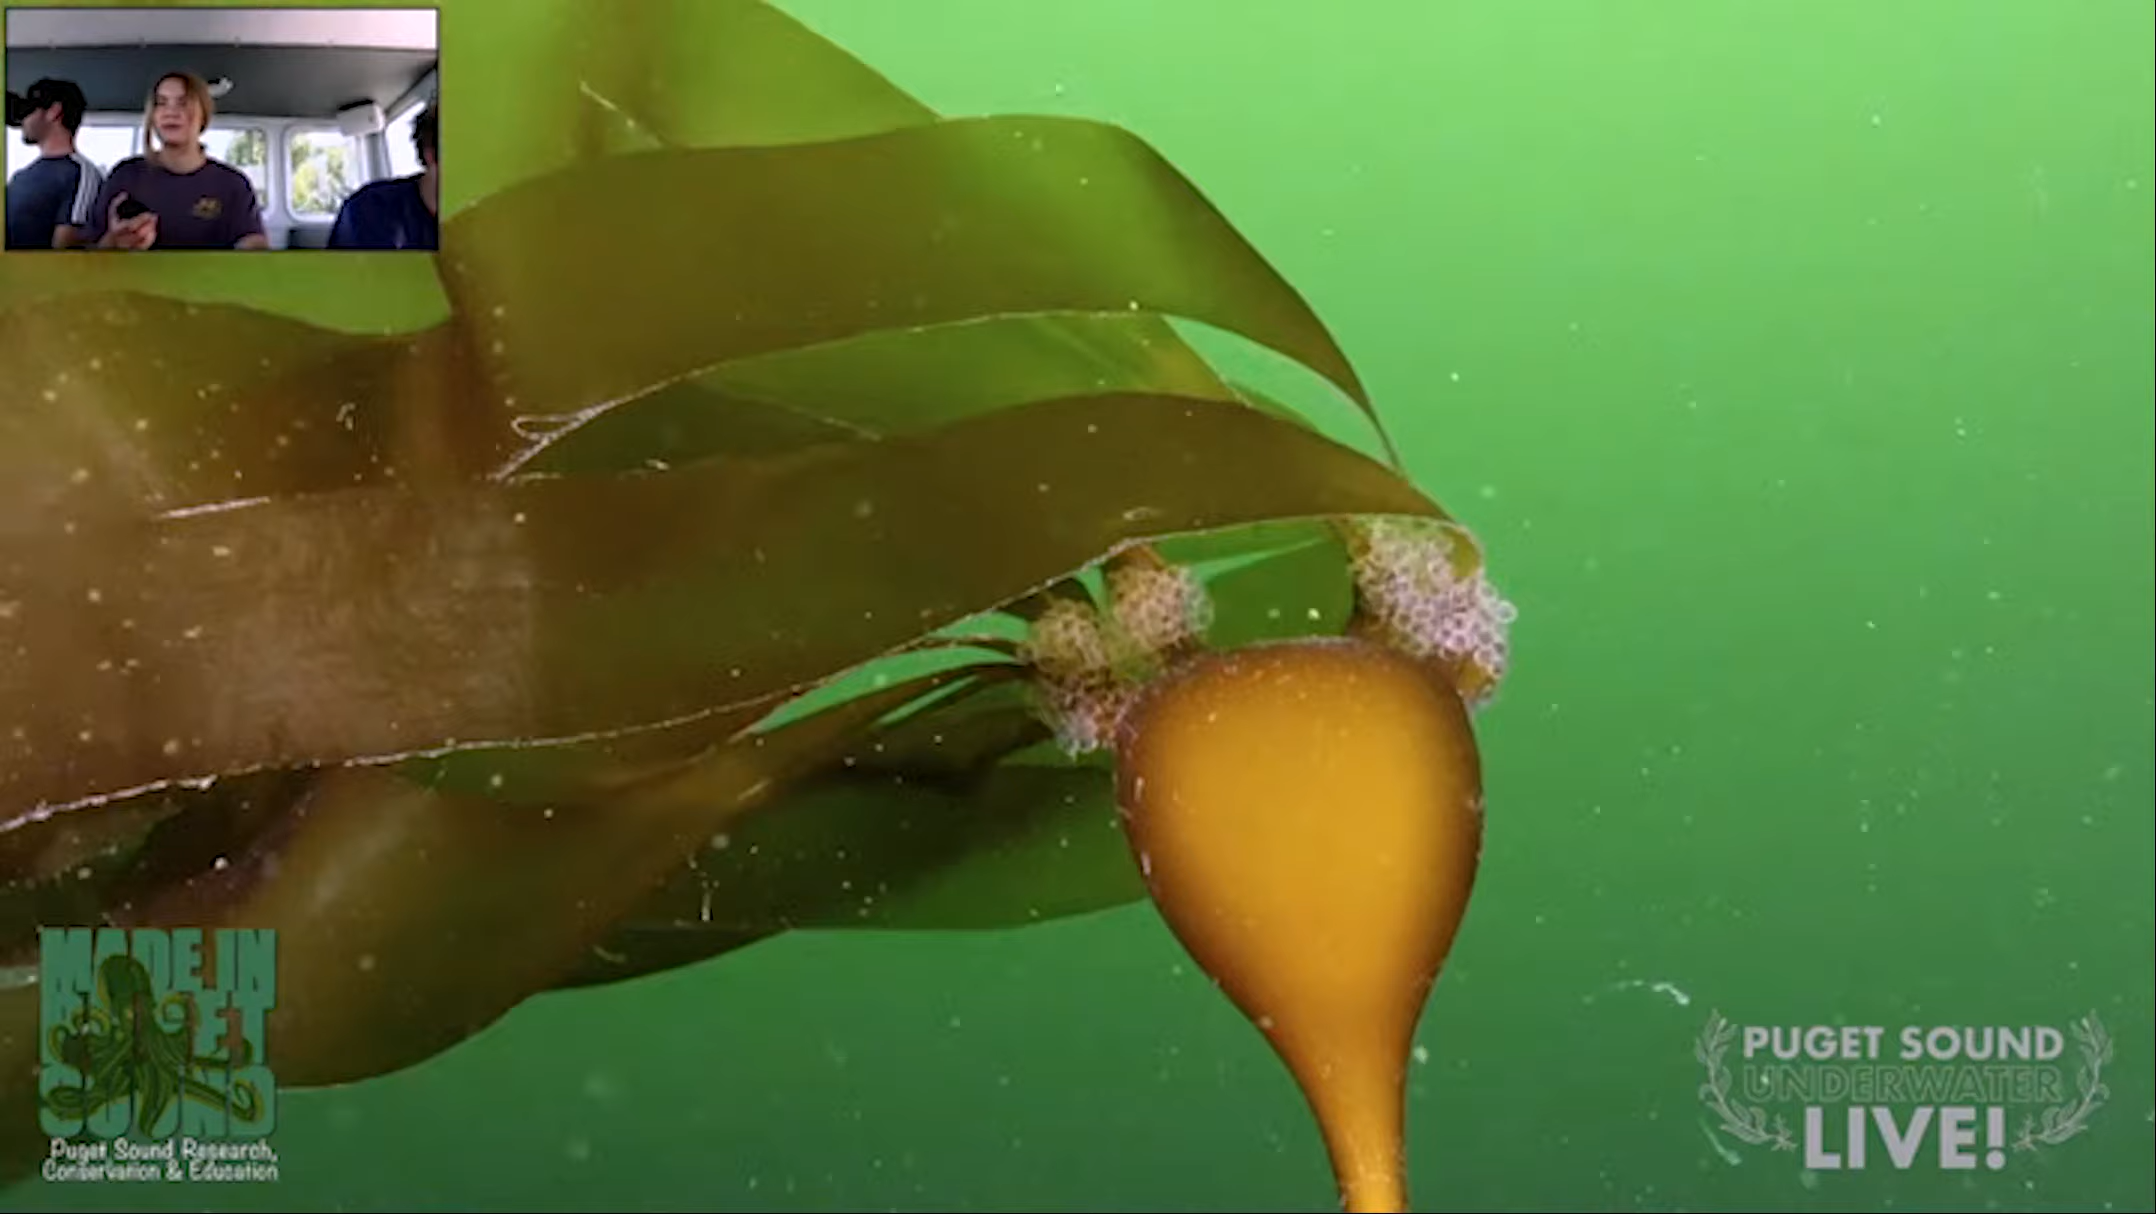 MADE IN
PUGET
SOUND
Puget Sound Research,
Conservation & Education
PUGET SOUND
UNDERWATER
LIVE!